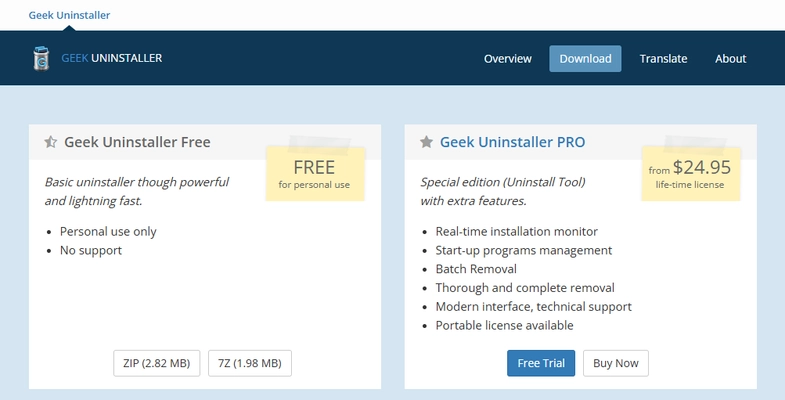 Geek Uninstaller
GEEK UNINSTALLER
Overview
Download
Translate
About
Geek Uninstaller Free
FREE
for personal use
Basic uninstaller though powerful
and lightning fast.
Personal use only
No support
ZIP (2.82 MB)
7Z (1.98 MB)
Geek Uninstaller PRO
from $24.95
life-time license
Special edition (Uninstall Tool)
with extra features.
Real-time installation monitor
Start-up programs management
Batch Removal
Thorough and complete removal
Modern interface, technical support
Portable license available
Free Trial
Buy Now